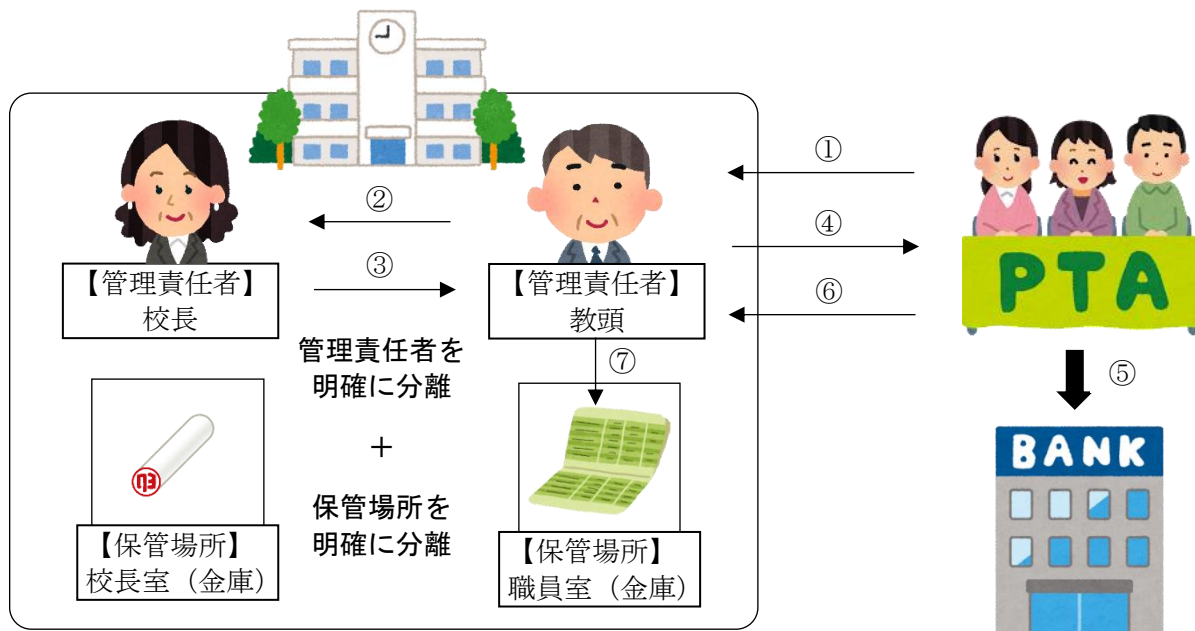 ①
②
④
【管理責任者】
校長
③
【管理責任者】
教頭
⑥
PTA
管理責任者を
明確に分離
⑦
⑤
＋
印
BANK
保管場所を
明確に分離
【保管場所】
校長室（金庫）
【保管場所】
職員室（金庫）